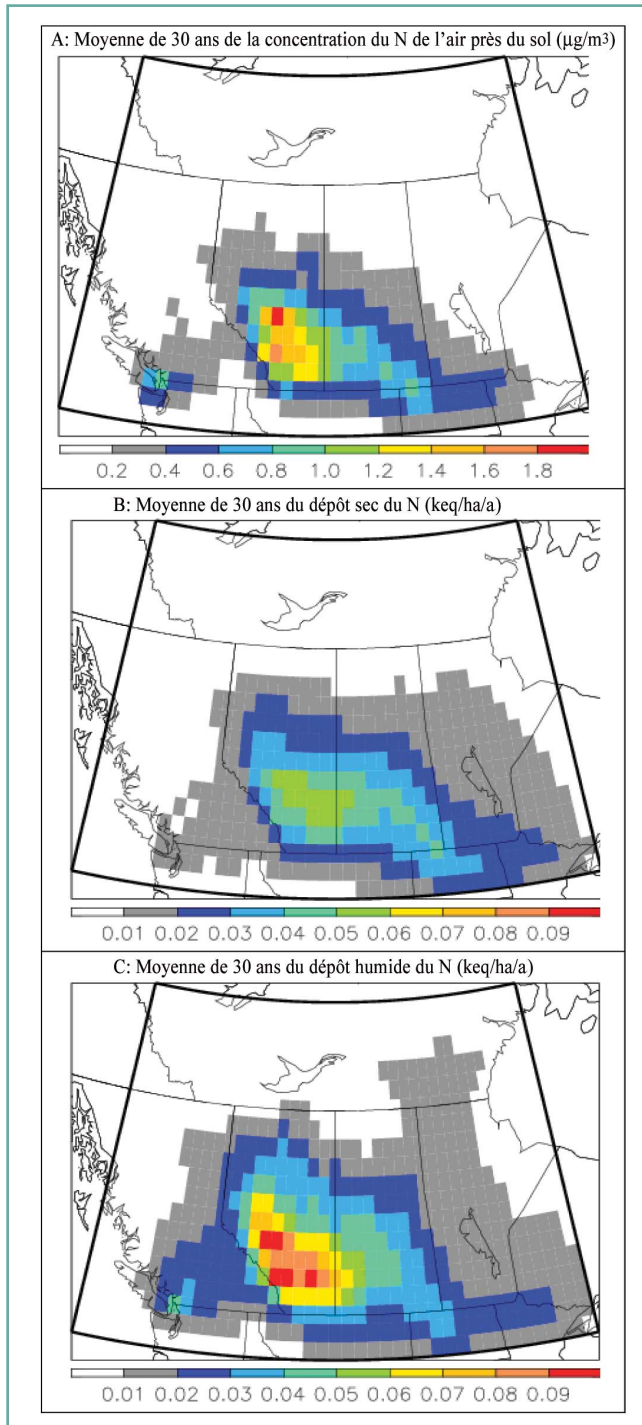 A: Moyenne de 30 ans de la concentration du N de l'air près du sol (µg/m3)
0.2 0.4 0.6 0.8 1.0 1.2 1.4 1.6 1.8
B: Moyenne de 30 ans du dépôt sec du N (keq/ha/a)
0.01 0.02 0.03 0.04 0.05 0.06 0.07 0.08 0.09
C: Moyenne de 30 ans du dépôt humide du N (keq/ha/a)
0.01 0.02 0.03 0.04 0.05 0.06 0.07 0.08 0.09